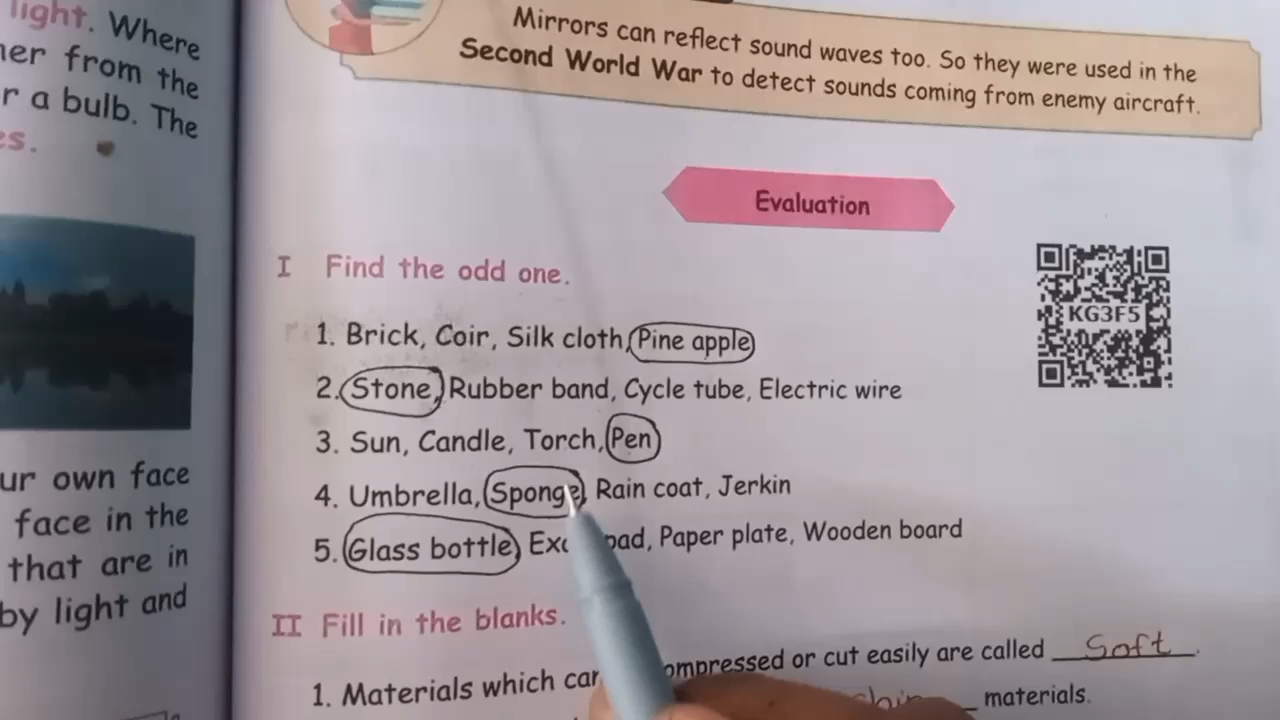 light. Where
her from the
r a bulb. The
es.
ur own face
face in the
that are in
by light and
Mirrors can reflect sound waves too. So they were used in the
Second World War to detect sounds coming from enemy aircraft.
Evaluation
KG3F5
I Find the odd one.
1. Brick, Coir, Silk cloth, Pine apple
2. Stone, Rubber band, Cycle tube, Electric wire
3. Sun, Candle, Torch, Pen
4. Umbrella, Sponge, Rain coat, Jerkin
5. Glass bottle, pad, Paper plate, Wooden board
II Fill in the blanks.
1. Materials which can compressed or cut easily are called Soft.
materials.